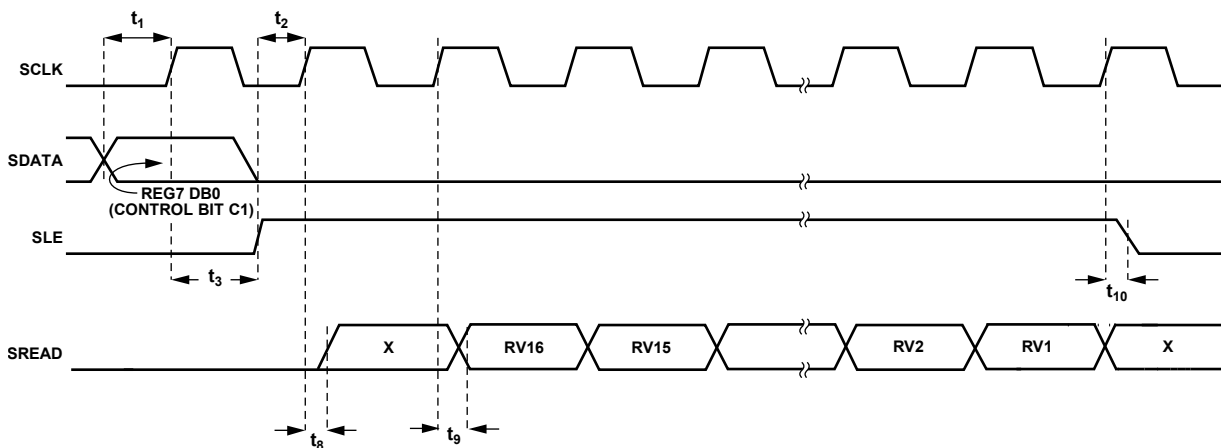 t1
t2
SCLK
SDATA
REG7 DB0
(CONTROL BIT C1)
SLE
t3
t10
SREAD
X
RV16
RV15
RV2
RV1
X
t8
t9